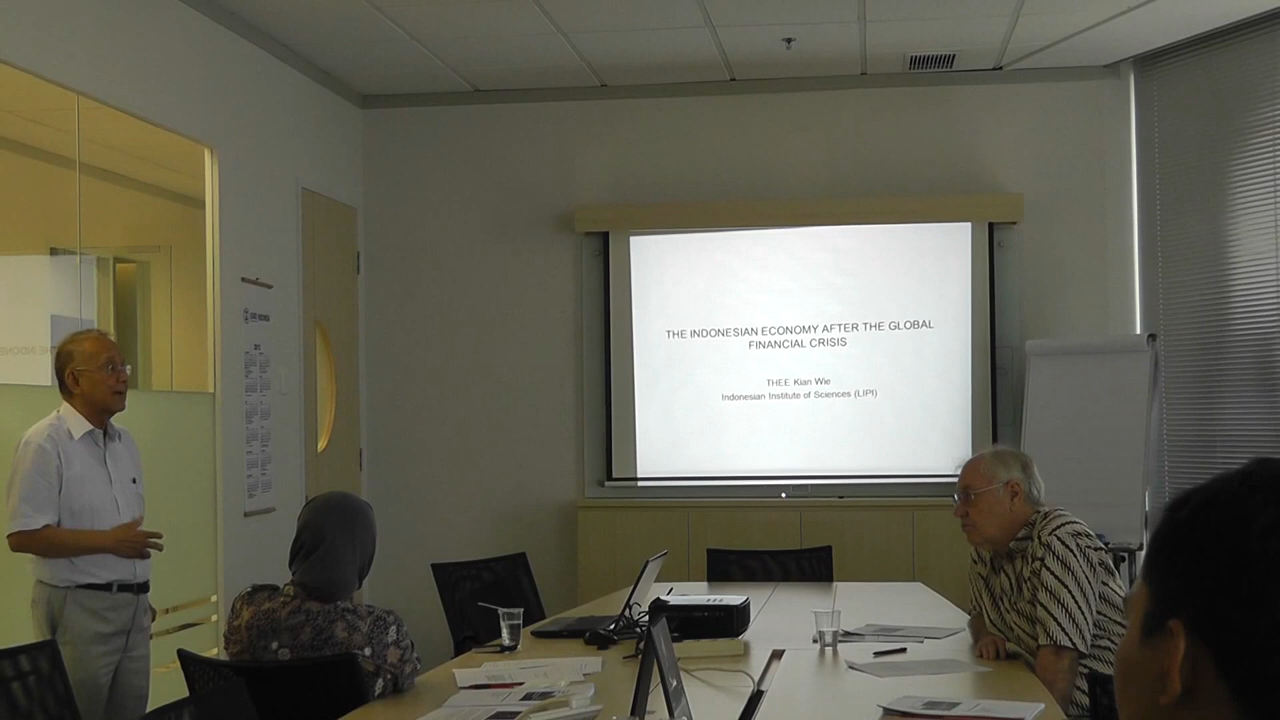 THE INDONESIAN ECONOMY AFTER THE GLOBAL
FINANCIAL CRISIS
THEE Kian Wie
Indonesian Institute of Sciences (LIPI)